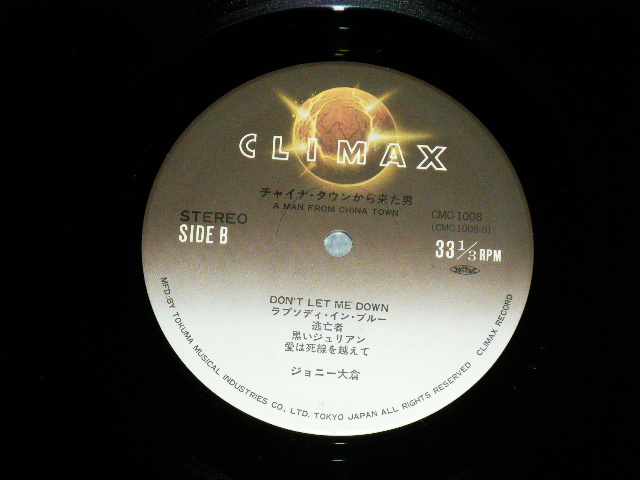 CLIMAX
チャイナ・タウンから来た男
A MAN FROM CHINA TOWN
STEREO
SIDE B
CMC-1008
(CMC-1008-B)
33 1/3 RPM
DON'T LET ME DOWN
ラプソディ・イン・ブルー
逃亡者
黒いジュリアン
愛は死線を越えて
ジョニー大倉
MFD. BY TOKUMA MUSICAL INDUSTRIES CO., LTD. TOKYO JAPAN ALL RIGHTS RESERVED CLIMAX RECORD